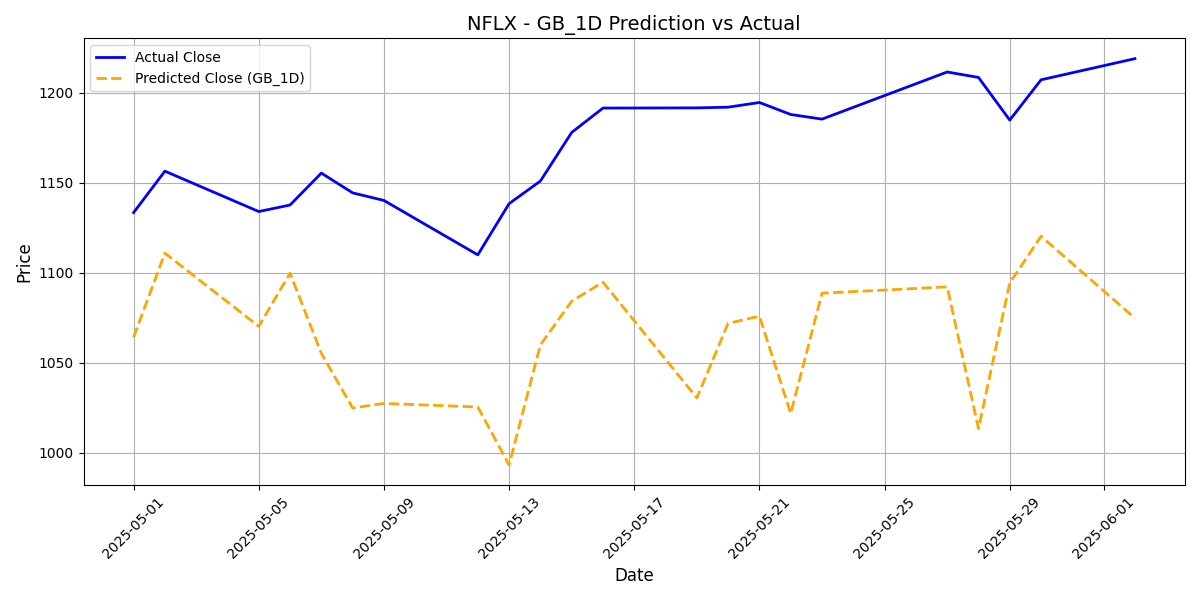 NFLX - GB_1D Prediction vs Actual
Actual Close
Predicted Close (GB_1D)
Price
1200
1150
1100
1050
1000
2025-05-01
2025-05-05
2025-05-09
2025-05-13
2025-05-17
2025-05-21
2025-05-25
2025-05-29
2025-06-01
Date